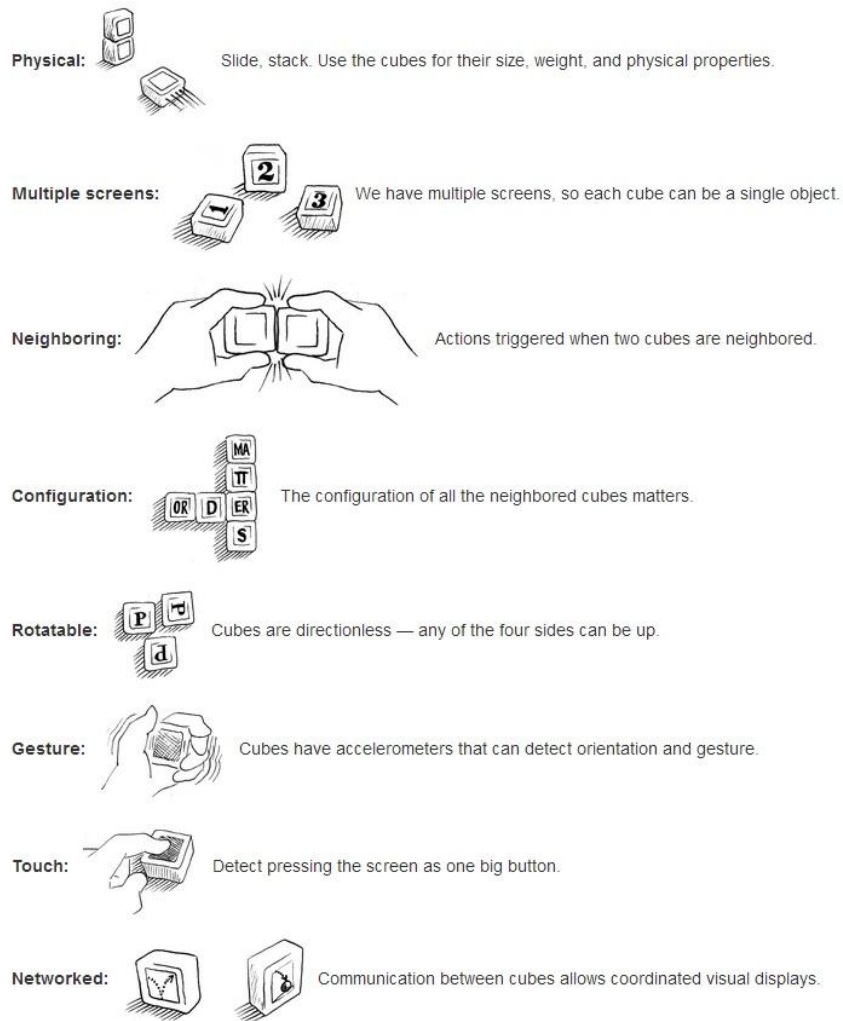 Physical: Slide, stack. Use the cubes for their size, weight, and physical properties.
2
Multiple screens: 1 3 We have multiple screens, so each cube can be a single object.
Neighboring: Actions triggered when two cubes are neighbored.
MA
TT
Configuration: OR D ER The configuration of all the neighbored cubes matters.
S
Rotatable: P P Cubes are directionless — any of the four sides can be up.
d
Gesture: Cubes have accelerometers that can detect orientation and gesture.
Touch: Detect pressing the screen as one big button.
Networked: Communication between cubes allows coordinated visual displays.